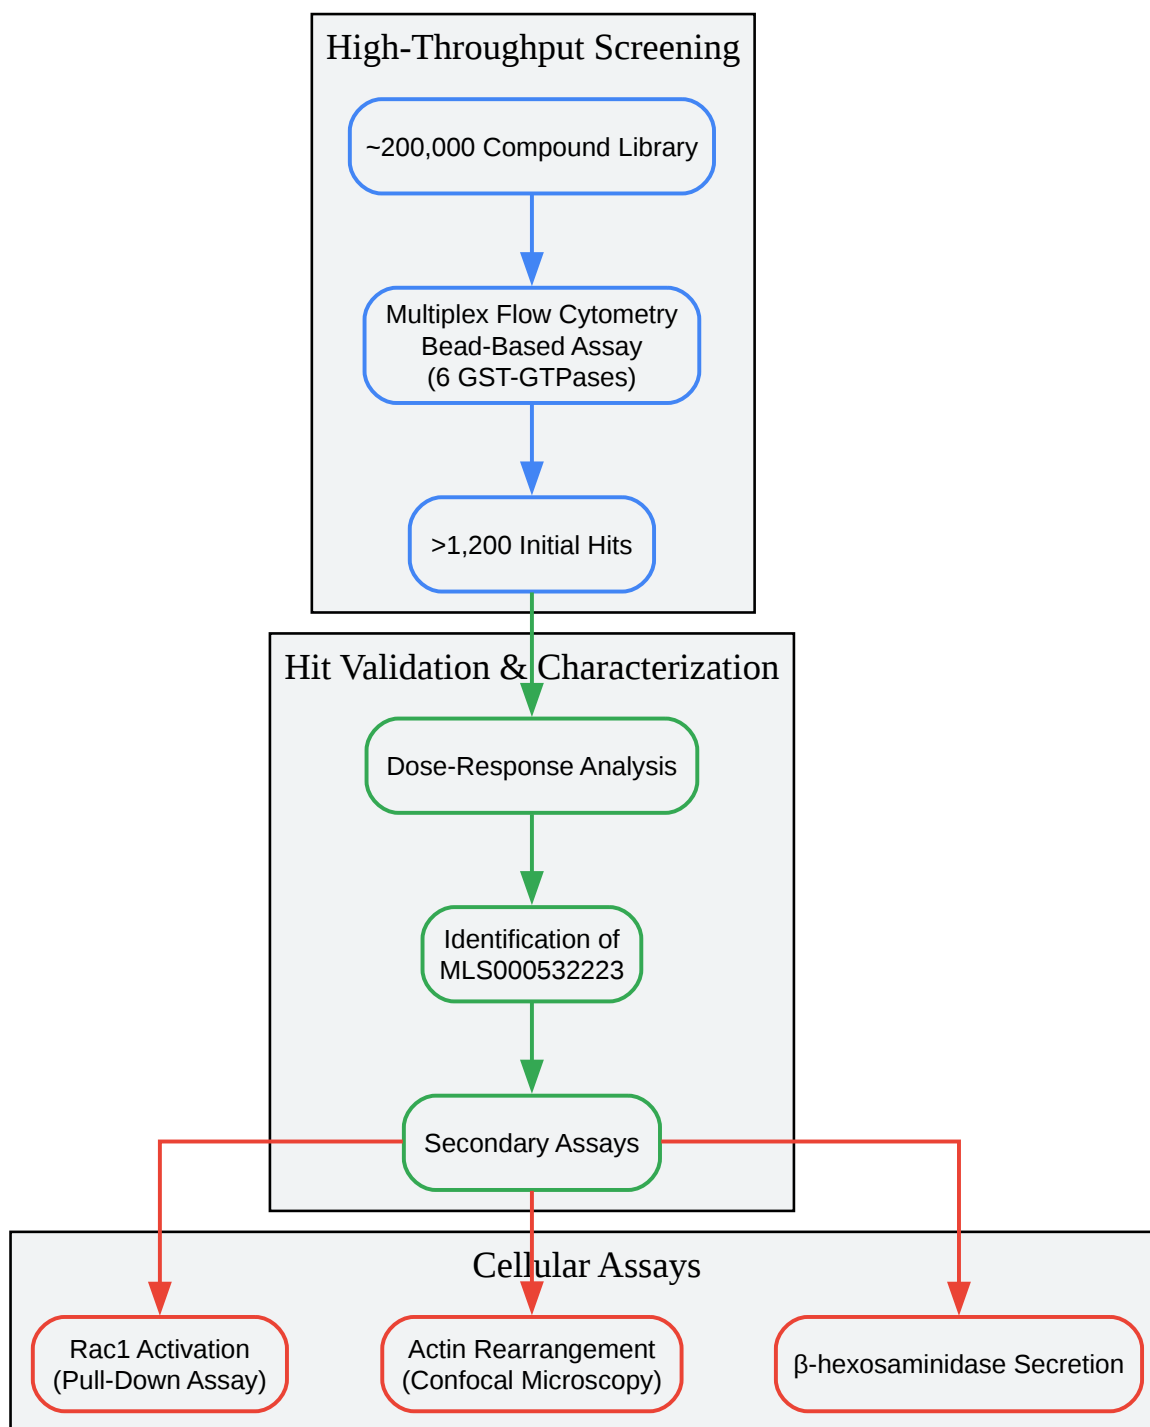 High-Throughput Screening
~200,000 Compound Library
Multiplex Flow Cytometry
Bead-Based Assay
(6 GST-GTPases)
>1,200 Initial Hits
Hit Validation & Characterization
Dose-Response Analysis
Identification of
MLS000532223
Secondary Assays
Cellular Assays
Rac1 Activation
(Pull-Down Assay)
Actin Rearrangement
(Confocal Microscopy)
β-hexosaminidase Secretion